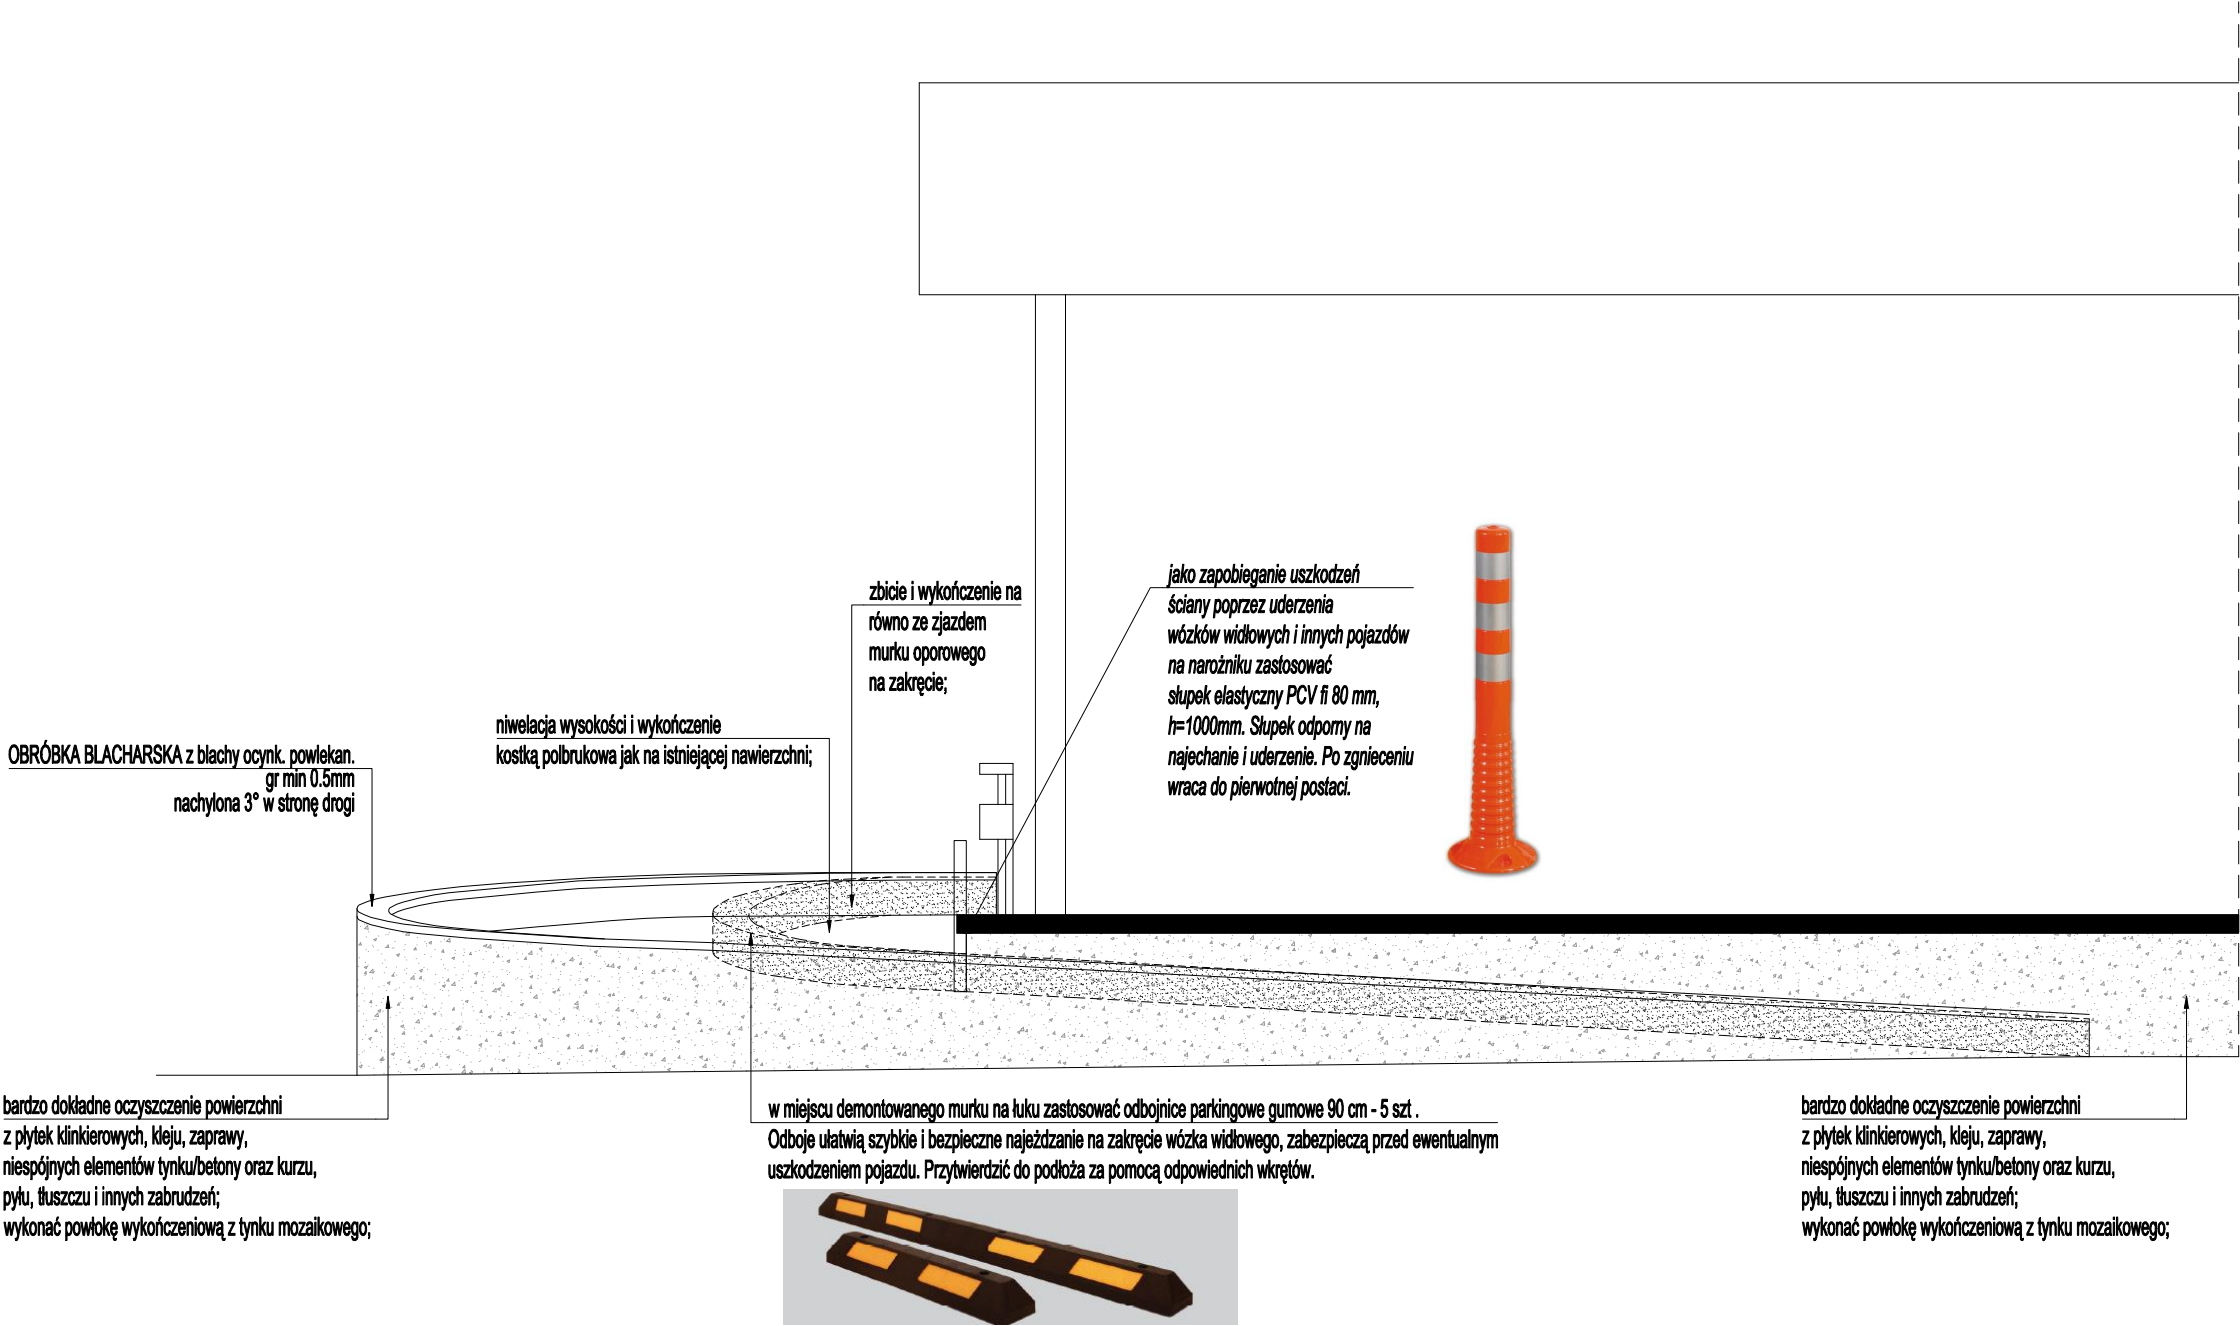 jako zapobieganie uszkodzeń
ściany poprzez uderzenia
wózków widłowych i innych pojazdów
na narożniku zastosować
słupek elastyczny PCV fi 80 mm,
h=1000mm. Słupek odporny na
najechanie i uderzenie. Po zgnieceniu
wraca do pierwotnej postaci.
zbicie i wykończenie na
równo ze zjazdem
murku oporowego
na zakręcie;
niwelacja wysokości i wykończenie
kostką polbrukowa jak na istniejącej nawierzchni;
OBRÓBKA BLACHARSKA z blachy ocynk. powlekan.
gr min 0.5mm
nachylona 3° w stronę drogi
bardzo dokładne oczyszczenie powierzchni
z płytek klinkierowych, kleju, zaprawy,
niespójnych elementów tynku/betony oraz kurzu,
pyłu, tłuszczu i innych zabrudzeń;
wykonać powłokę wykończeniową z tynku mozaikowego;
w miejscu demontowanego murku na łuku zastosować odbojnice parkingowe gumowe 90 cm - 5 szt .
Odboje ułatwią szybkie i bezpieczne najeżdzanie na zakręcie wózka widłowego, zabezpieczą przed ewentualnym
uszkodzeniem pojazdu. Przytwierdzić do podłoża za pomocą odpowiednich wkrętów.
bardzo dokładne oczyszczenie powierzchni
z płytek klinkierowych, kleju, zaprawy,
niespójnych elementów tynku/betony oraz kurzu,
pyłu, tłuszczu i innych zabrudzeń;
wykonać powłokę wykończeniową z tynku mozaikowego;